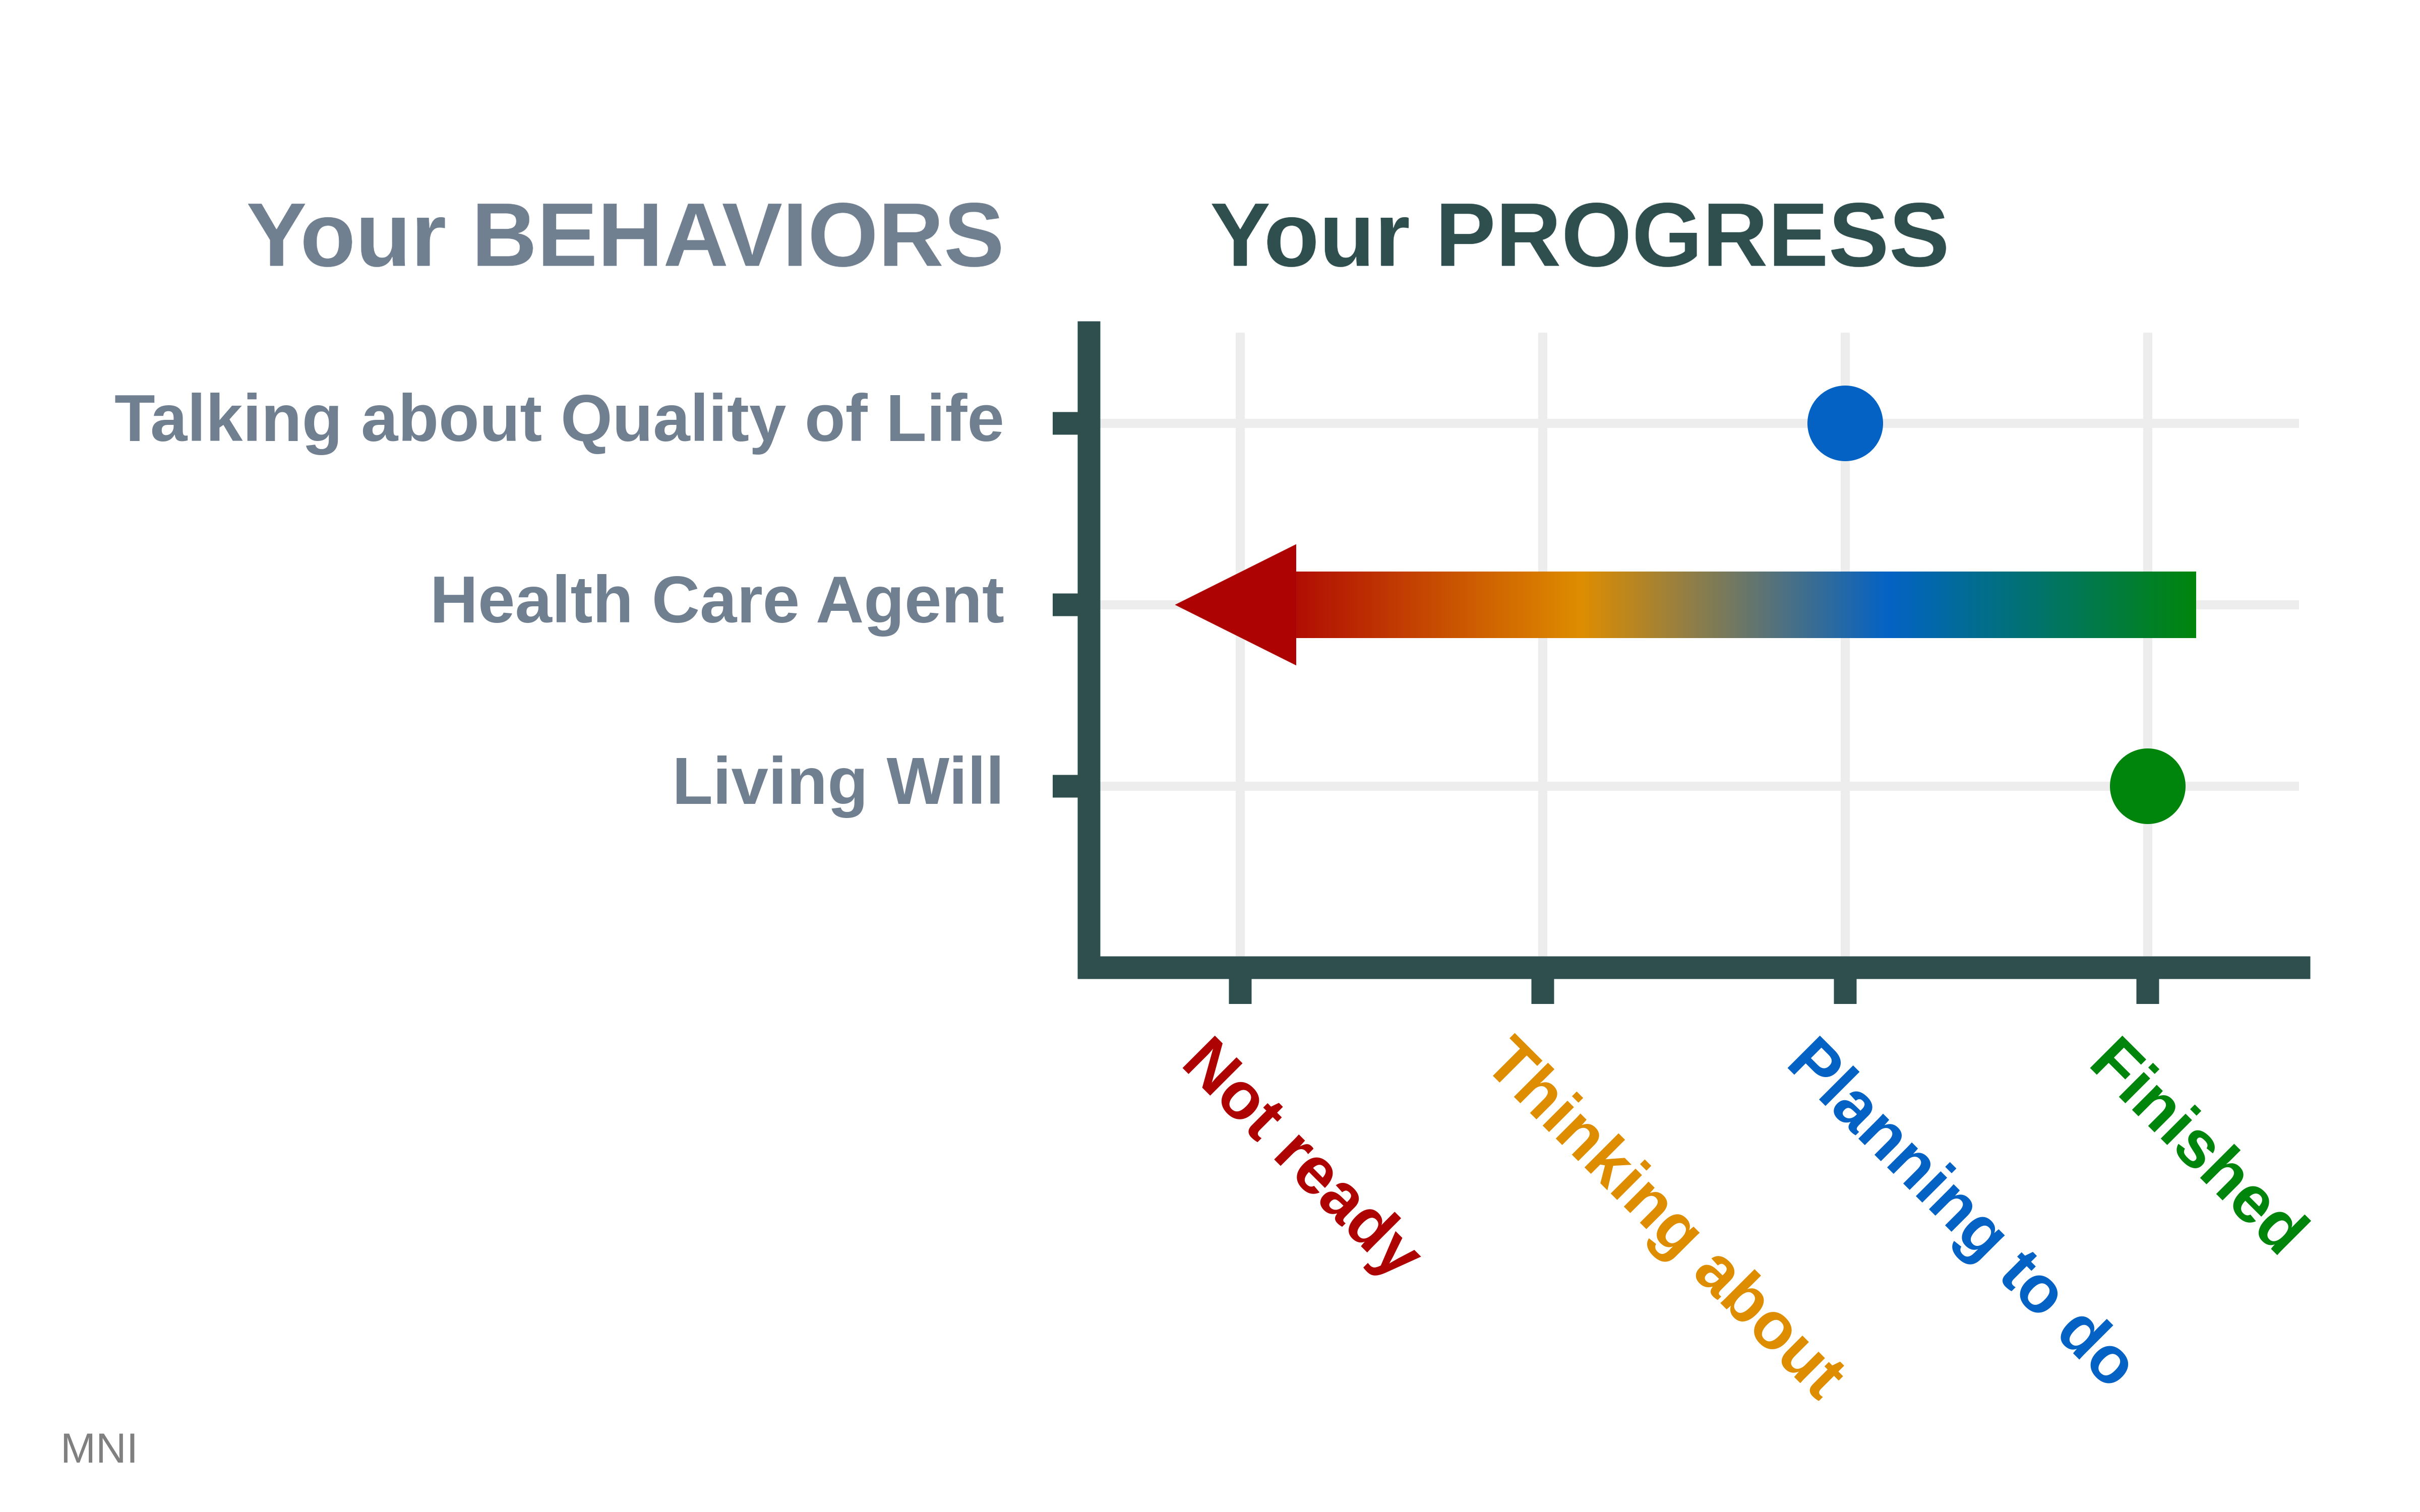 Your BEHAVIORS
Your PROGRESS
Talking about Quality of Life
Health Care Agent
Living Will
Not ready
Thinking about
Planning to do
Finished
MNI